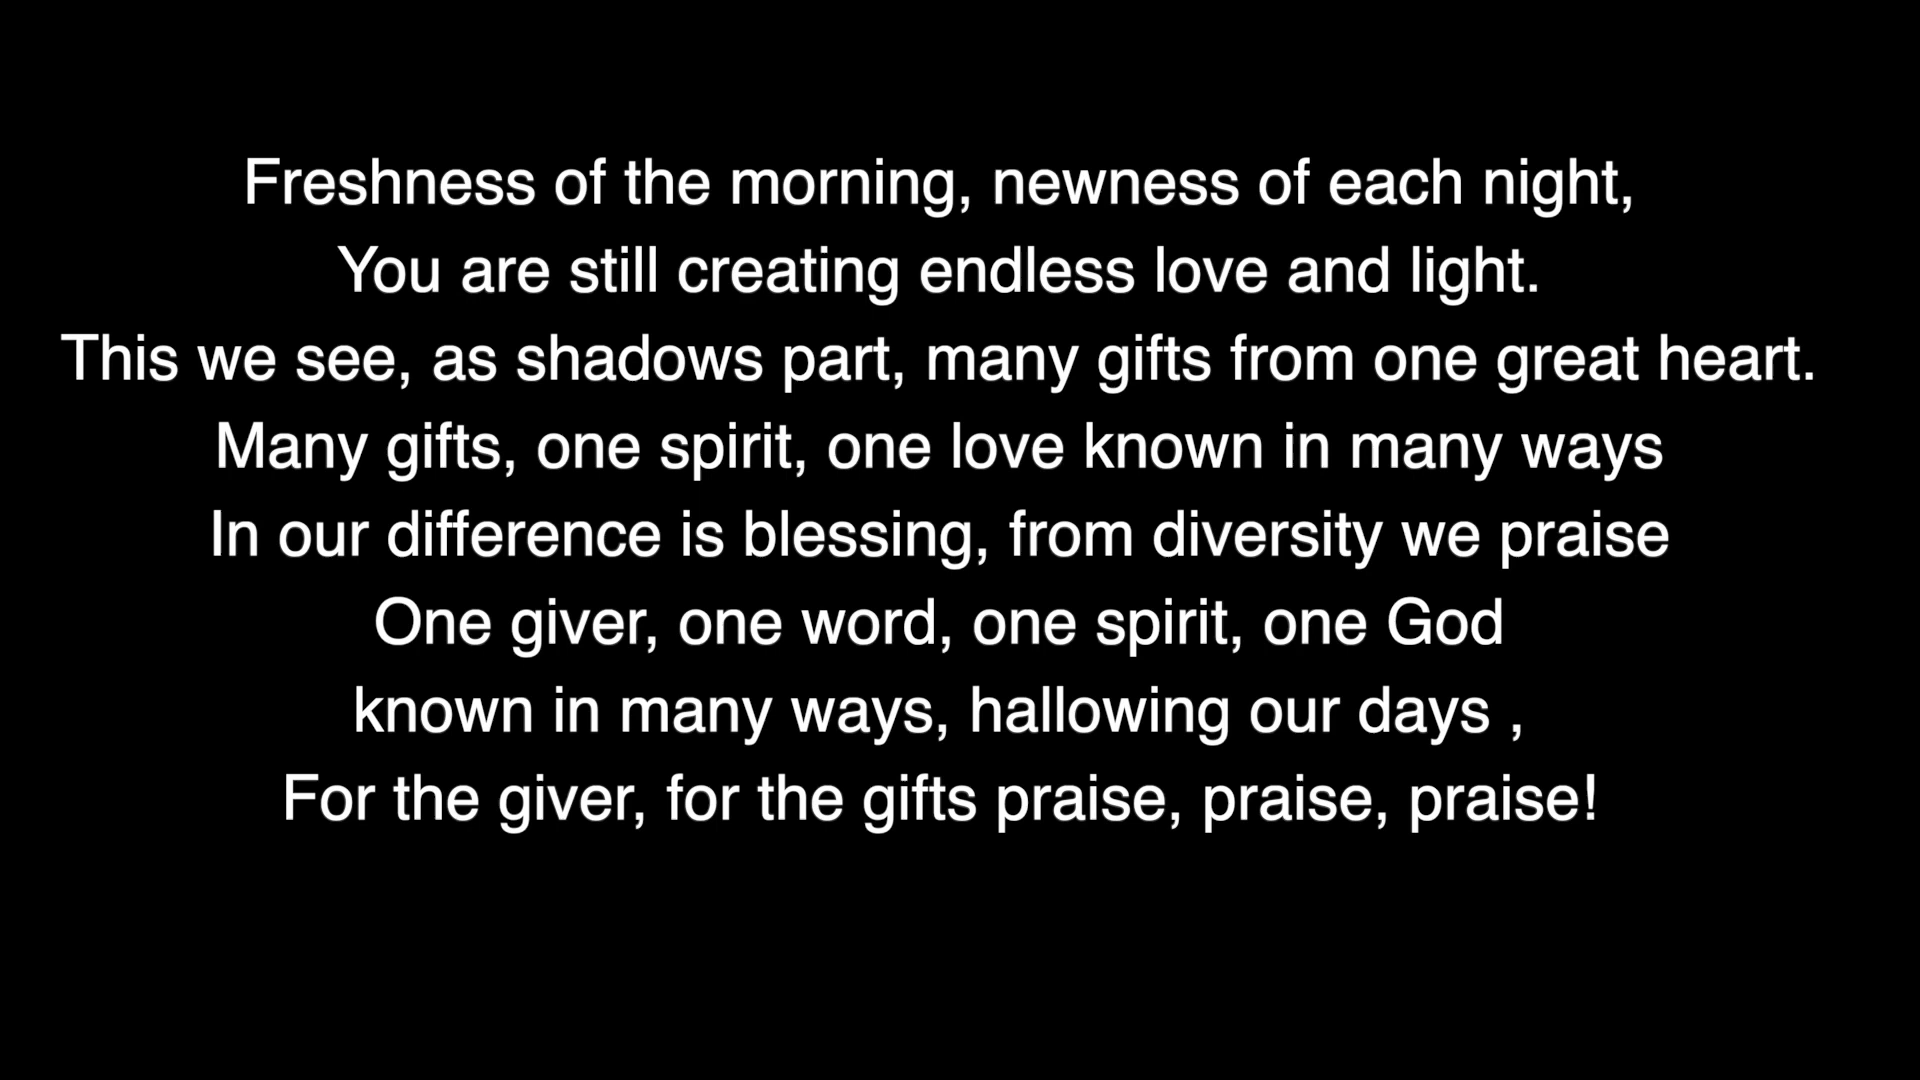 Freshness of the morning, newness of each night,
You are still creating endless love and light.
This we see, as shadows part, many gifts from one great heart.
Many gifts, one spirit, one love known in many ways
In our difference is blessing, from diversity we praise
One giver, one word, one spirit, one God
known in many ways, hallowing our days ,
For the giver, for the gifts praise, praise, praise!